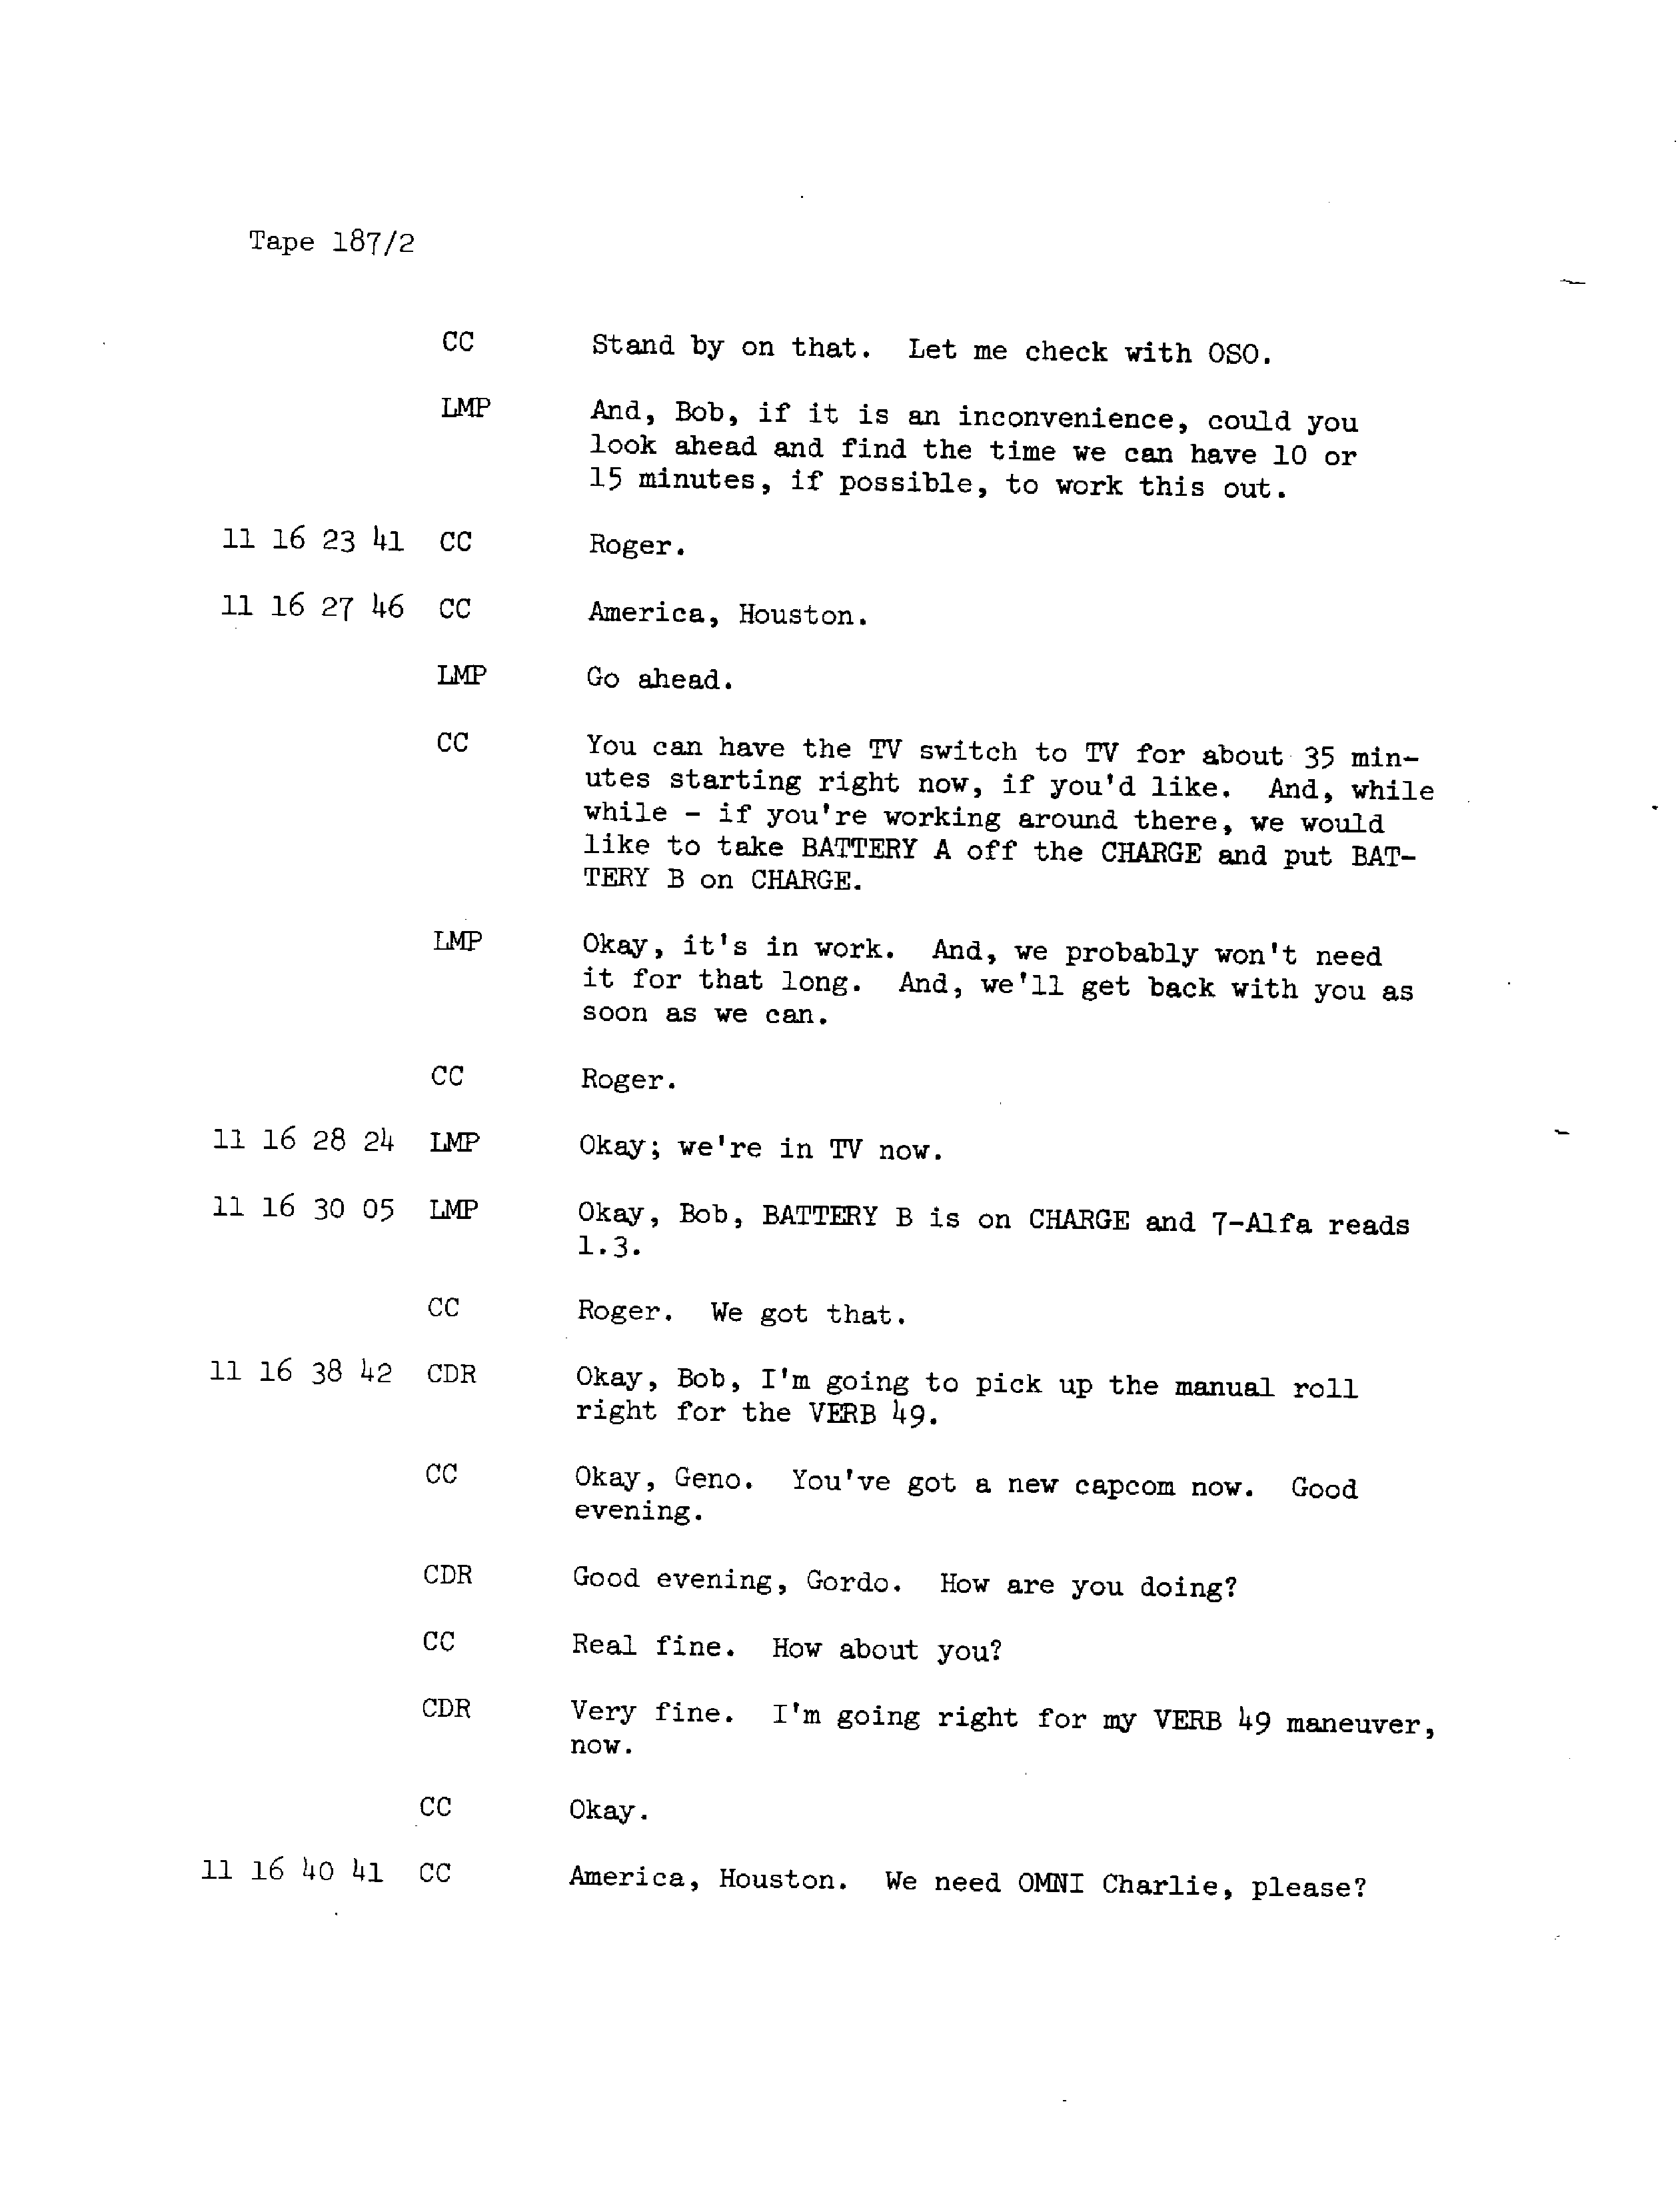 Tape 187/2
CC Stand by on that. Let me check with OSO.
LMP And, Bob, if it is an inconvenience, could you
look ahead and find the time we can have 10 or
15 minutes, if possible, to work this out.
11 16 23 41 CC Roger.
11 16 27 46 CC America, Houston.
LMP Go ahead.
CC You can have the TV switch to TV for about 35 min-
utes starting right now, if you'd like. And, while
while - if you're working around there, we would
like to take BATTERY A off the CHARGE and put BAT-
TERY B on CHARGE.
LMP Okay, it's in work. And, we probably won't need
it for that long. And, we'll get back with you as
soon as we can.
CC Roger.
11 16 28 24 LMP Okay; we're in TV now.
11 16 30 05 LMP Okay, Bob, BATTERY B is on CHARGE and 7-Alfa reads
1.3.
CC Roger. We got that.
11 16 38 42 CDR Okay, Bob, I'm going to pick up the manual roll
right for the VERB 49.
CC Okay, Geno. You've got a new capcom now. Good
evening.
CDR Good evening, Gordo. How are you doing?
CC Real fine. How about you?
CDR Very fine. I'm going right for my VERB 49 maneuver,
now.
CC Okay.
11 16 40 41 CC America, Houston. We need OMNI Charlie, please?